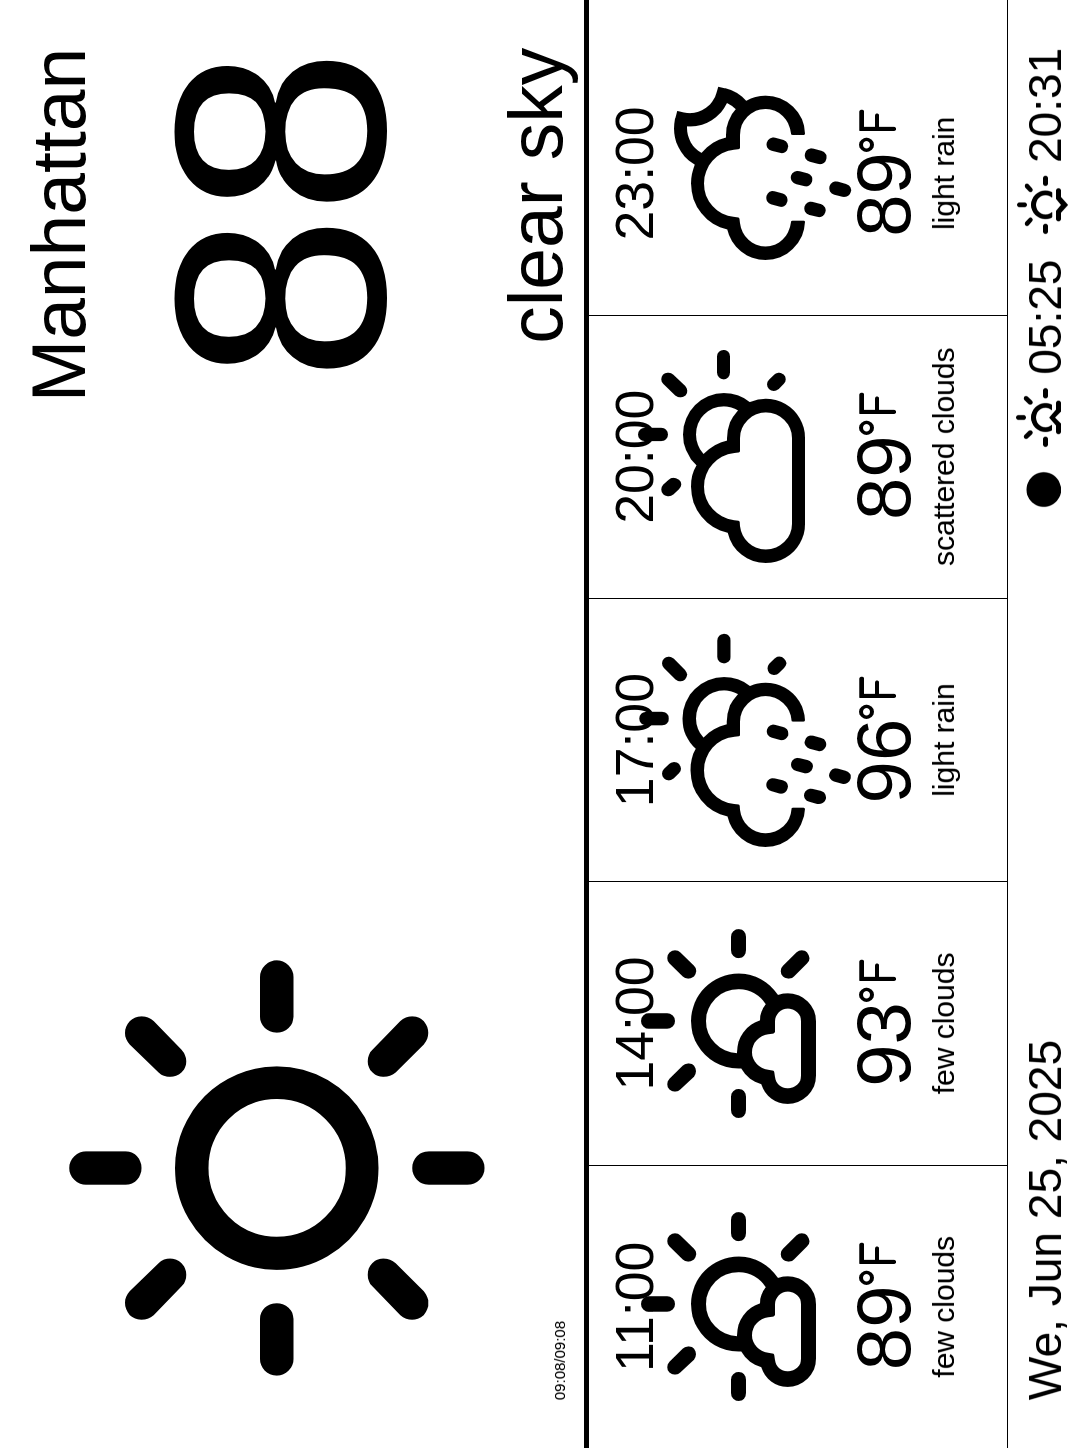 Manhattan
88
clear sky
09:08/09:08
11:00
89°F
few clouds
14:00
93°F
few clouds
17:00
96°F
light rain
20:00
89°F
scattered clouds
23:00
89°F
light rain
We, Jun 25, 2025
05:25
20:31